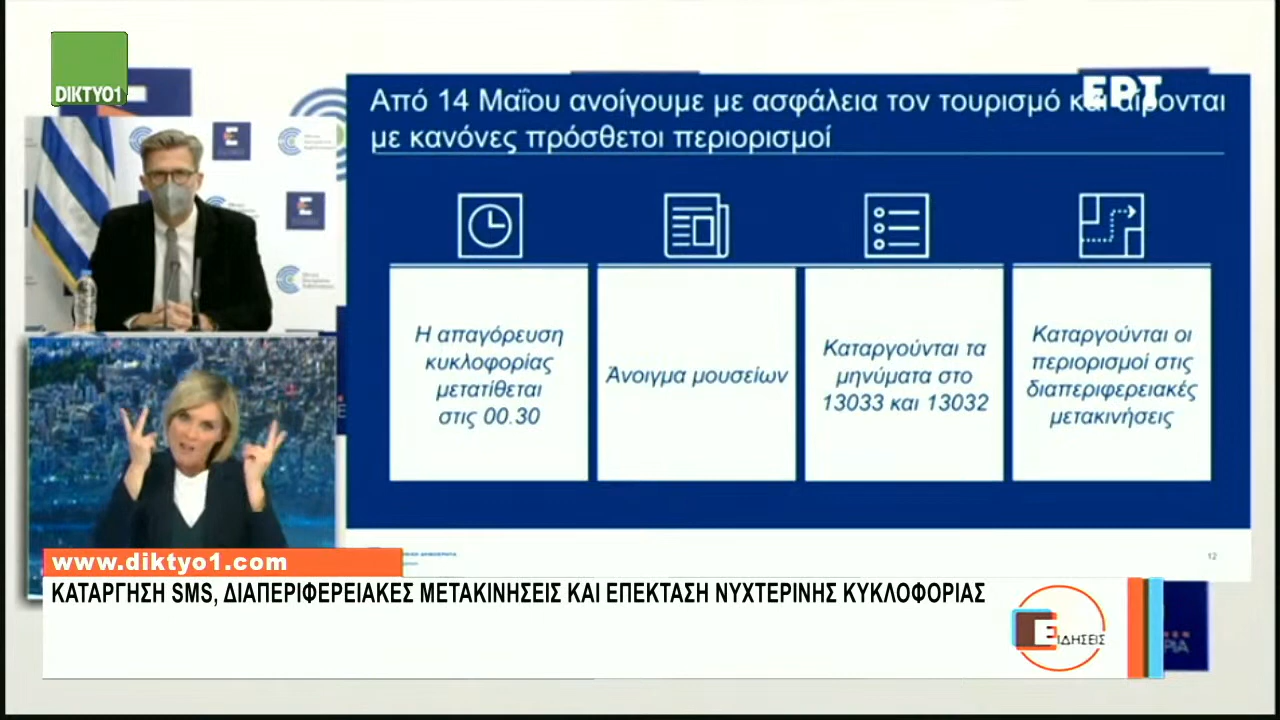 ΔΙΚΤΥΟ1
ΕΡΤ
Από 14 Μαΐου ανοίγουμε με ασφάλεια τον τουρισμό και αίρονται
με κανόνες πρόσθετοι περιορισμοί
Η απαγόρευση
κυκλοφορίας
μετατίθεται
στις 00.30
Άνοιγμα μουσείων
Καταργούνται τα
μηνύματα στο
13033 και 13032
Καταργούνται οι
περιορισμοί στις
διαπεριφερειακές
μετακινήσεις
12
www.diktyo1.com
ΚΑΤΑΡΓΗΣΗ SMS, ΔΙΑΠΕΡΙΦΕΡΕΙΑΚΕΣ ΜΕΤΑΚΙΝΗΣΕΙΣ ΚΑΙ ΕΠΕΚΤΑΣΗ ΝΥΧΤΕΡΙΝΗΣ ΚΥΚΛΟΦΟΡΙΑΣ
ΕΙΔΗΣΕΙΣ